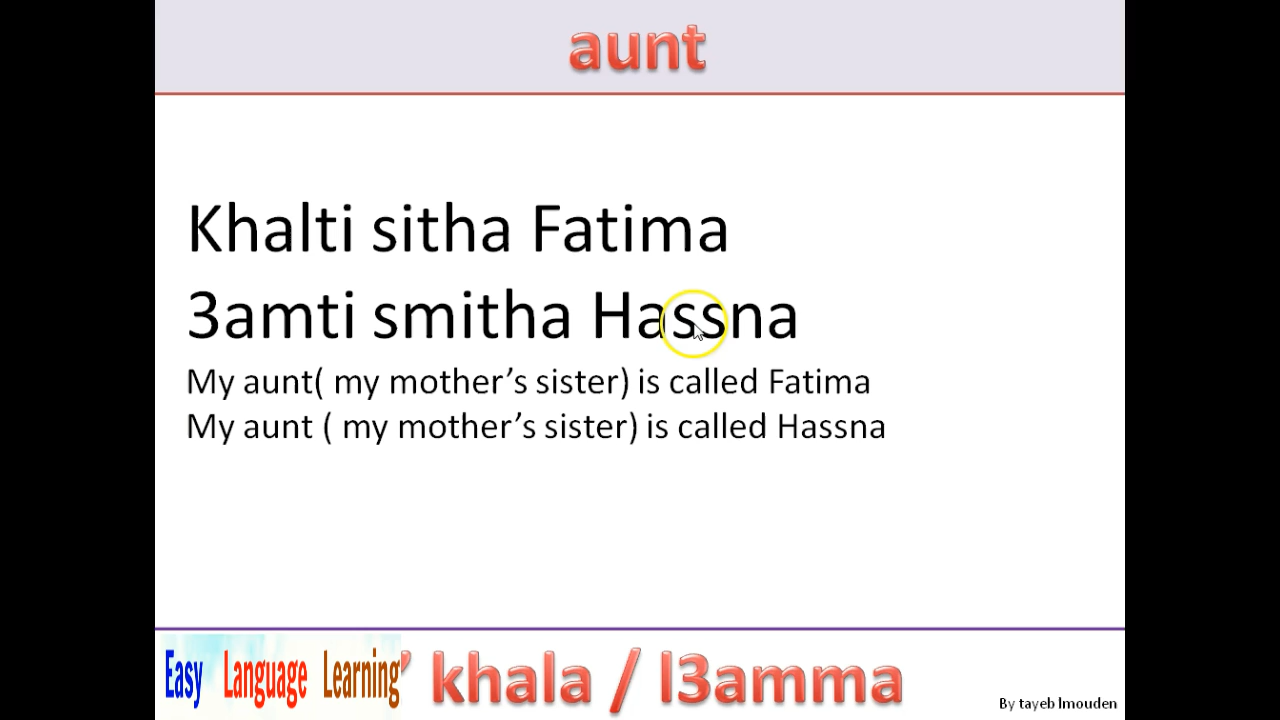 aunt
Khalti sitha Fatima
3amti smitha Hassna
My aunt( my mother’s sister) is called Fatima
My aunt ( my mother’s sister) is called Hassna
Easy Language Learning
’ khala / l3amma
By tayeb lmouden